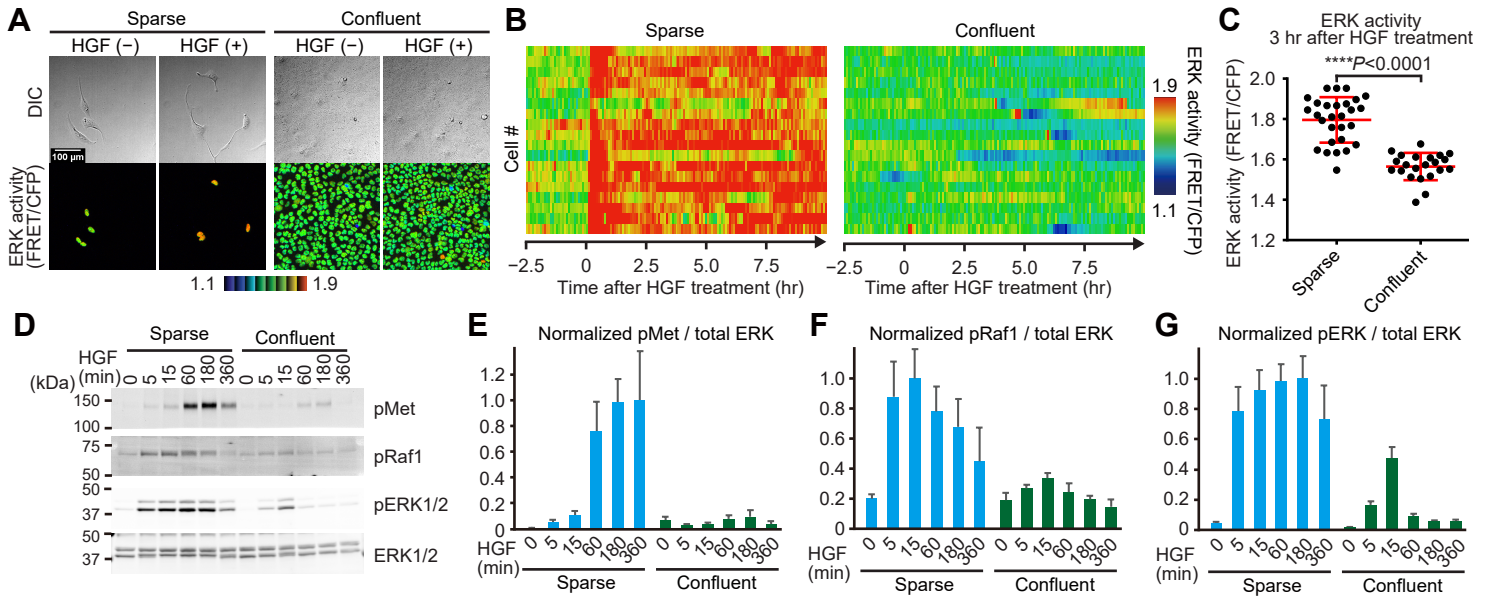 A
Sparse
Confluent
HGF (−)
HGF (+)
HGF (−)
HGF (+)
DIC
100 μm
ERK activity
(FRET/CFP)
1.1
1.9
B
Sparse
Confluent
Cell #
ERK activity (FRET/CFP)
1.9
1.1
−2.5
0
2.5
5.0
7.5
Time after HGF treatment (hr)
−2.5
0
2.5
5.0
7.5
Time after HGF treatment (hr)
C
ERK activity
3 hr after HGF treatment
****P<0.0001
ERK activity (FRET/CFP)
2.0
1.8
1.6
1.4
1.2
Sparse
Confluent
D
Sparse
Confluent
HGF
(min)
0 5 15 60 180 360 0 5 15 60 180 360
(kDa)
150
100
pMet
75
50
pRaf1
50
37
pERK1/2
50
37
ERK1/2
E
Normalized pMet / total ERK
1.2
1.0
0.8
0.6
0.4
0.2
0
HGF
(min)
0 5 15 60 180 360 0 5 15 60 180 360
Sparse
Confluent
F
Normalized pRaf1 / total ERK
1.0
0.8
0.6
0.4
0.2
0
HGF
(min)
0 5 15 60 180 360 0 5 15 60 180 360
Sparse
Confluent
G
Normalized pERK / total ERK
1.0
0.8
0.6
0.4
0.2
0
HGF
(min)
0 5 15 60 180 360 0 5 15 60 180 360
Sparse
Confluent